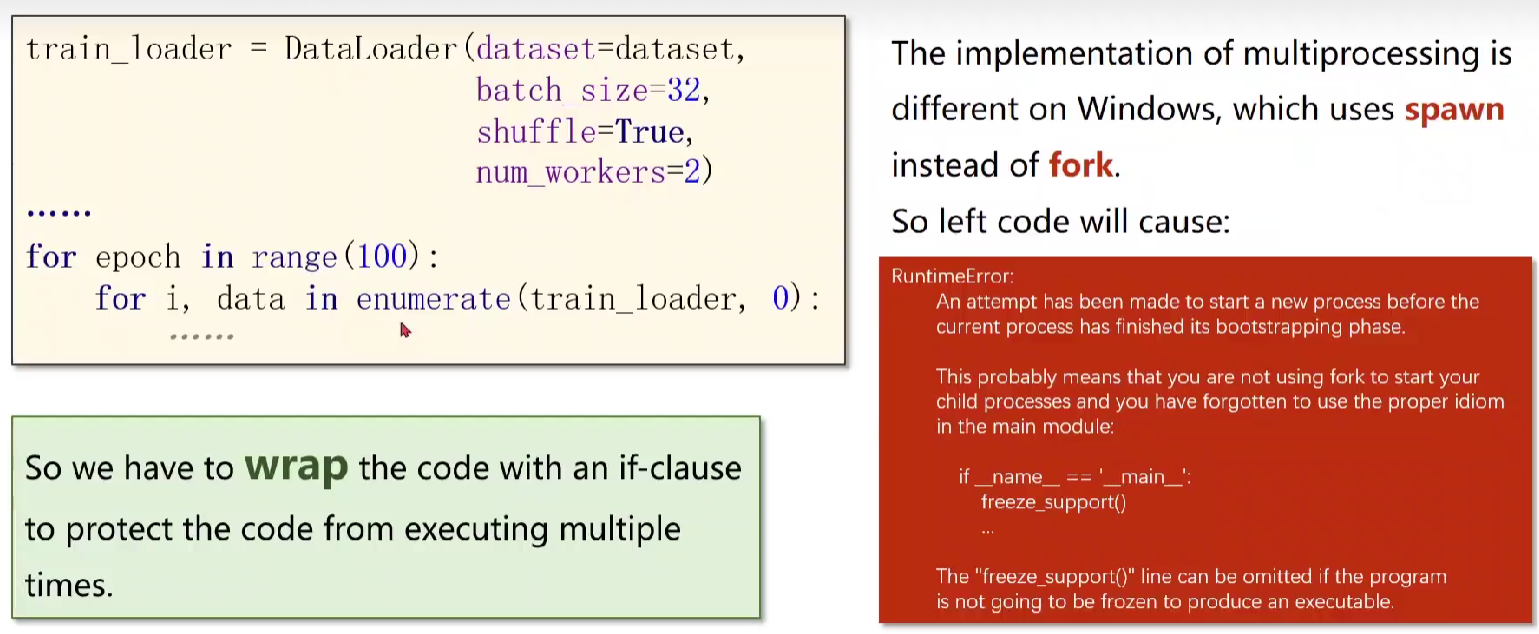 train_loader = DataLoader(dataset=dataset,
batch_size=32,
shuffle=True,
num_workers=2)
......
for epoch in range(100):
for i, data in enumerate(train_loader, 0):
......
So we have to wrap the code with an if-clause
to protect the code from executing multiple
times.
The implementation of multiprocessing is
different on Windows, which uses spawn
instead of fork.
So left code will cause:
RuntimeError:
An attempt has been made to start a new process before the
current process has finished its bootstrapping phase.
This probably means that you are not using fork to start your
child processes and you have forgotten to use the proper idiom
in the main module:
if __name__ == '__main__':
freeze_support()
...
The "freeze_support()" line can be omitted if the program
is not going to be frozen to produce an executable.